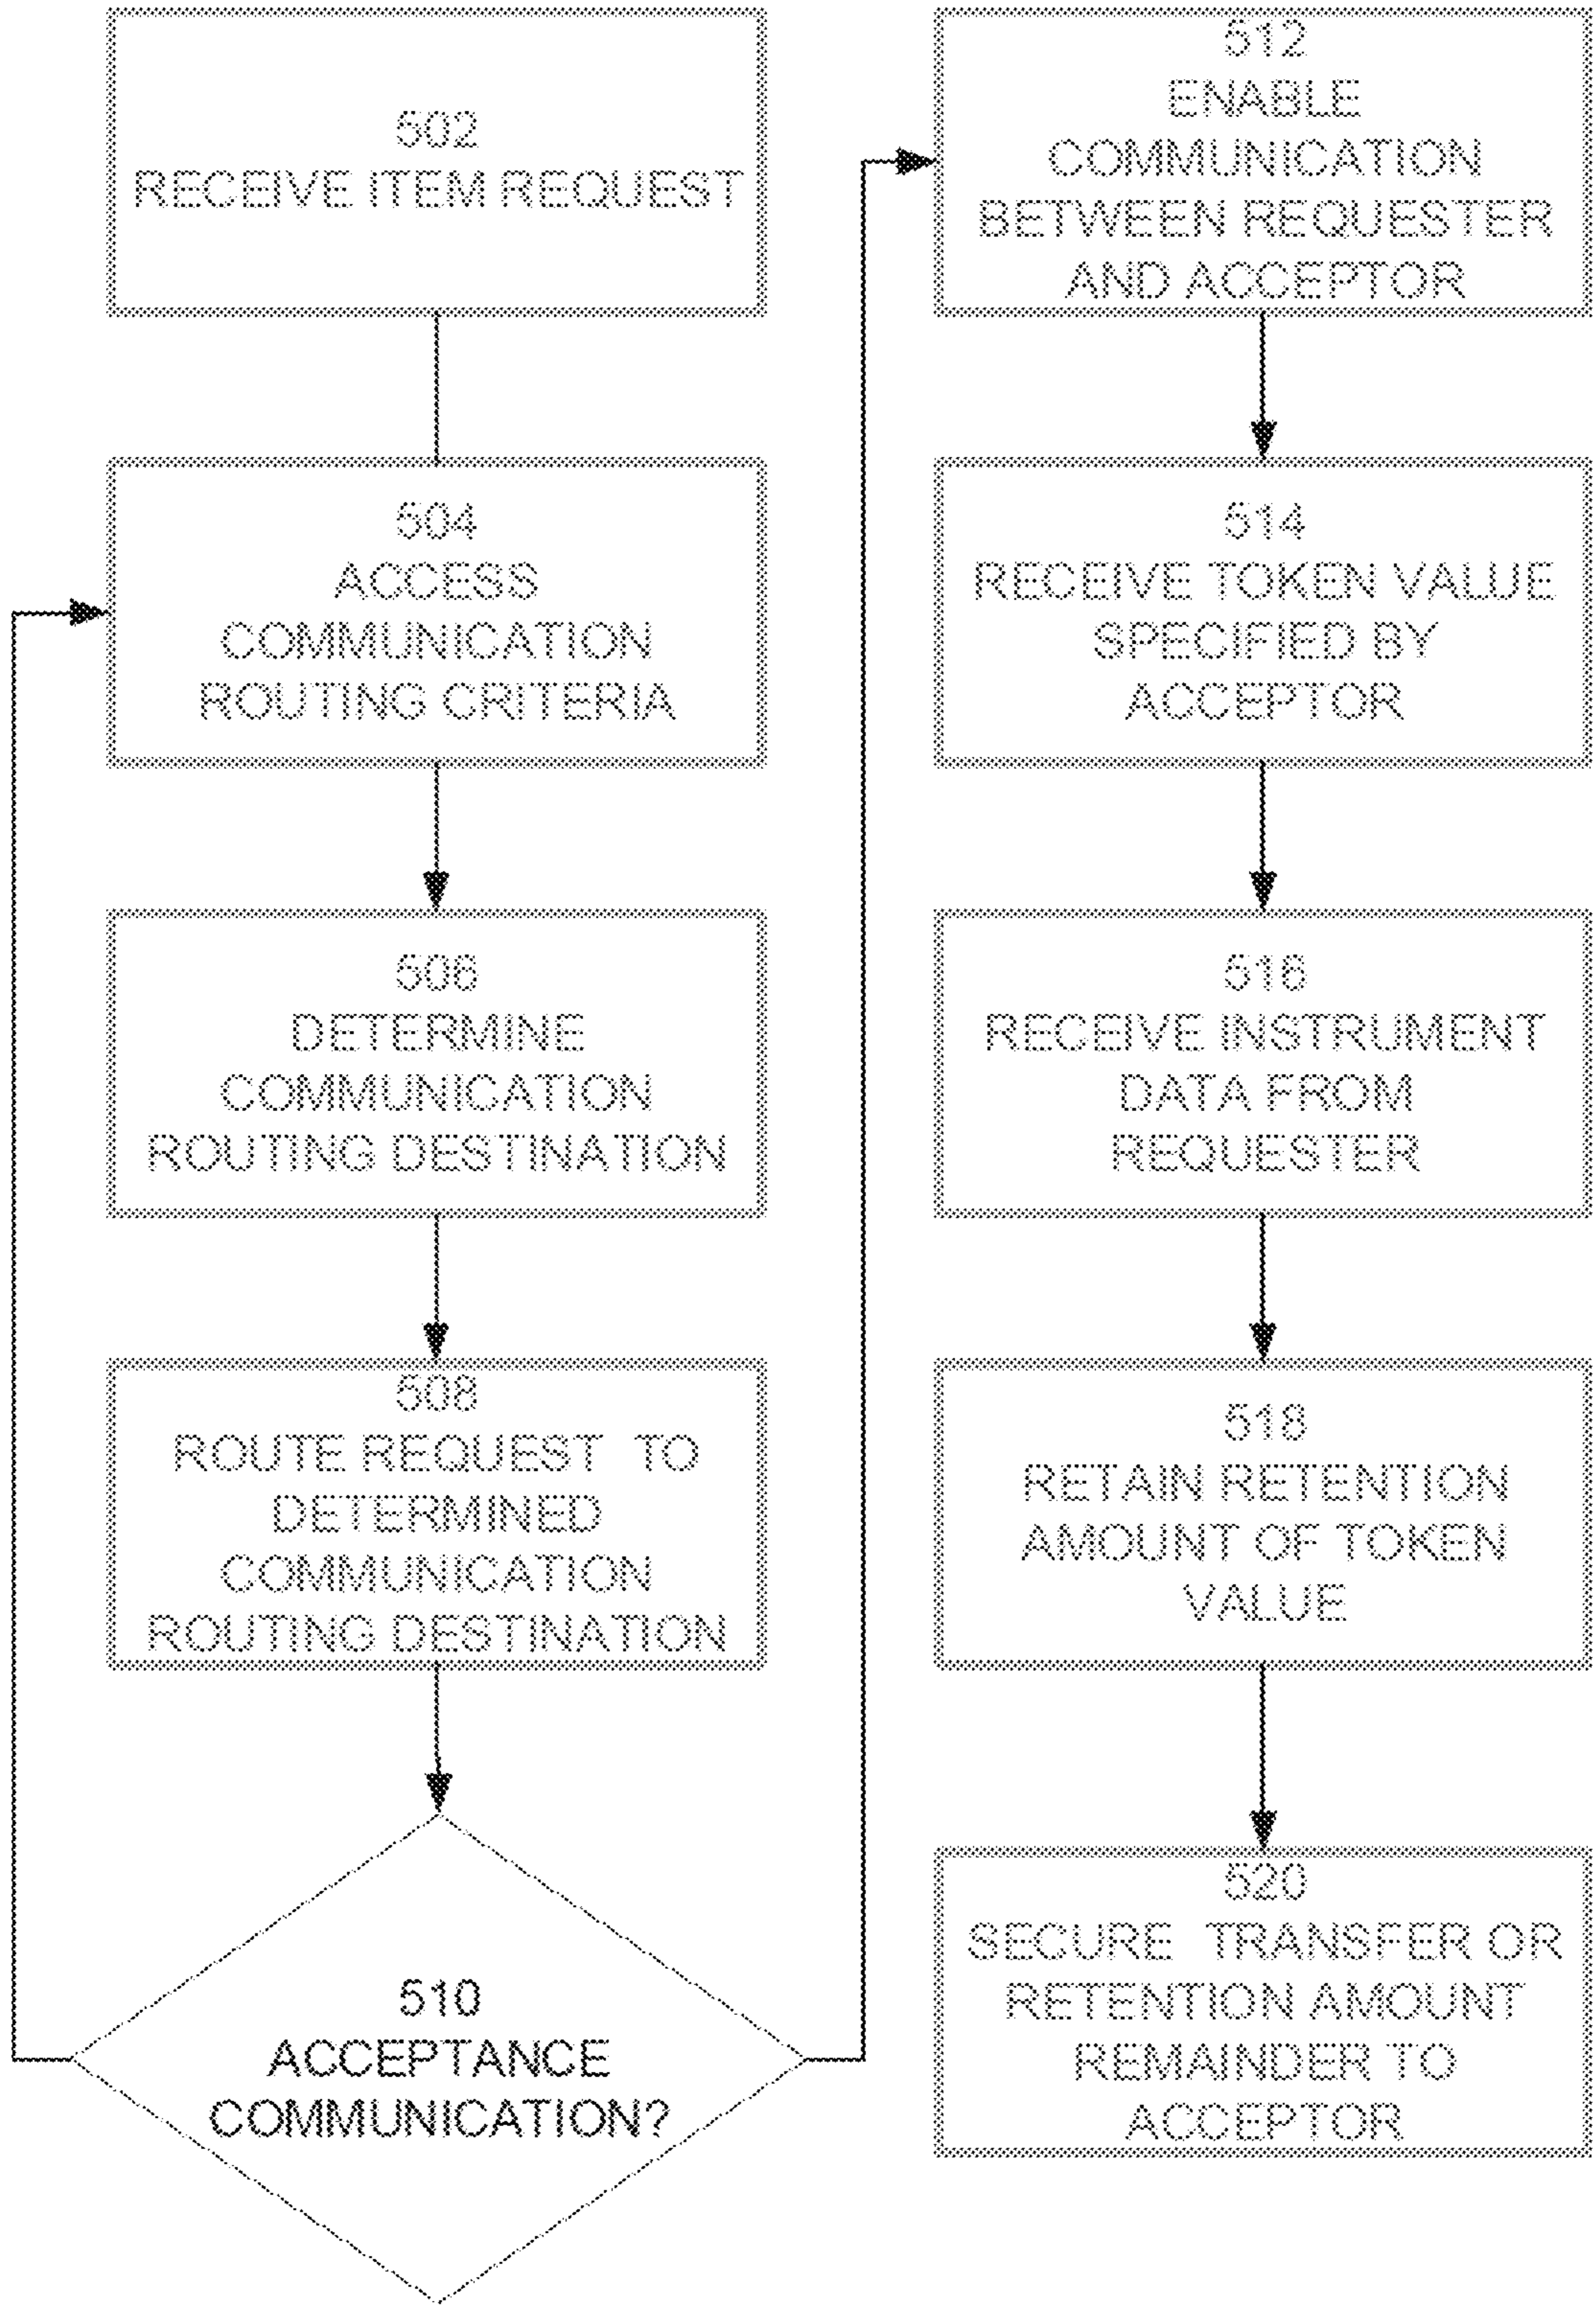 502
RECEIVE ITEM REQUEST
504
ACCESS
COMMUNICATION
ROUTING CRITERIA
506
DETERMINE
COMMUNICATION
ROUTING DESTINATION
508
ROUTE REQUEST TO
DETERMINED
COMMUNICATION
ROUTING DESTINATION
510
ACCEPTANCE
COMMUNICATION?
512
ENABLE
COMMUNICATION
BETWEEN REQUESTER
AND ACCEPTOR
514
RECEIVE TOKEN VALUE
SPECIFIED BY
ACCEPTOR
516
RECEIVE INSTRUMENT
DATA FROM
REQUESTER
518
RETAIN RETENTION
AMOUNT OF TOKEN
VALUE
520
SECURE TRANSFER OR
RETENTION AMOUNT
REMAINDER TO
ACCEPTOR